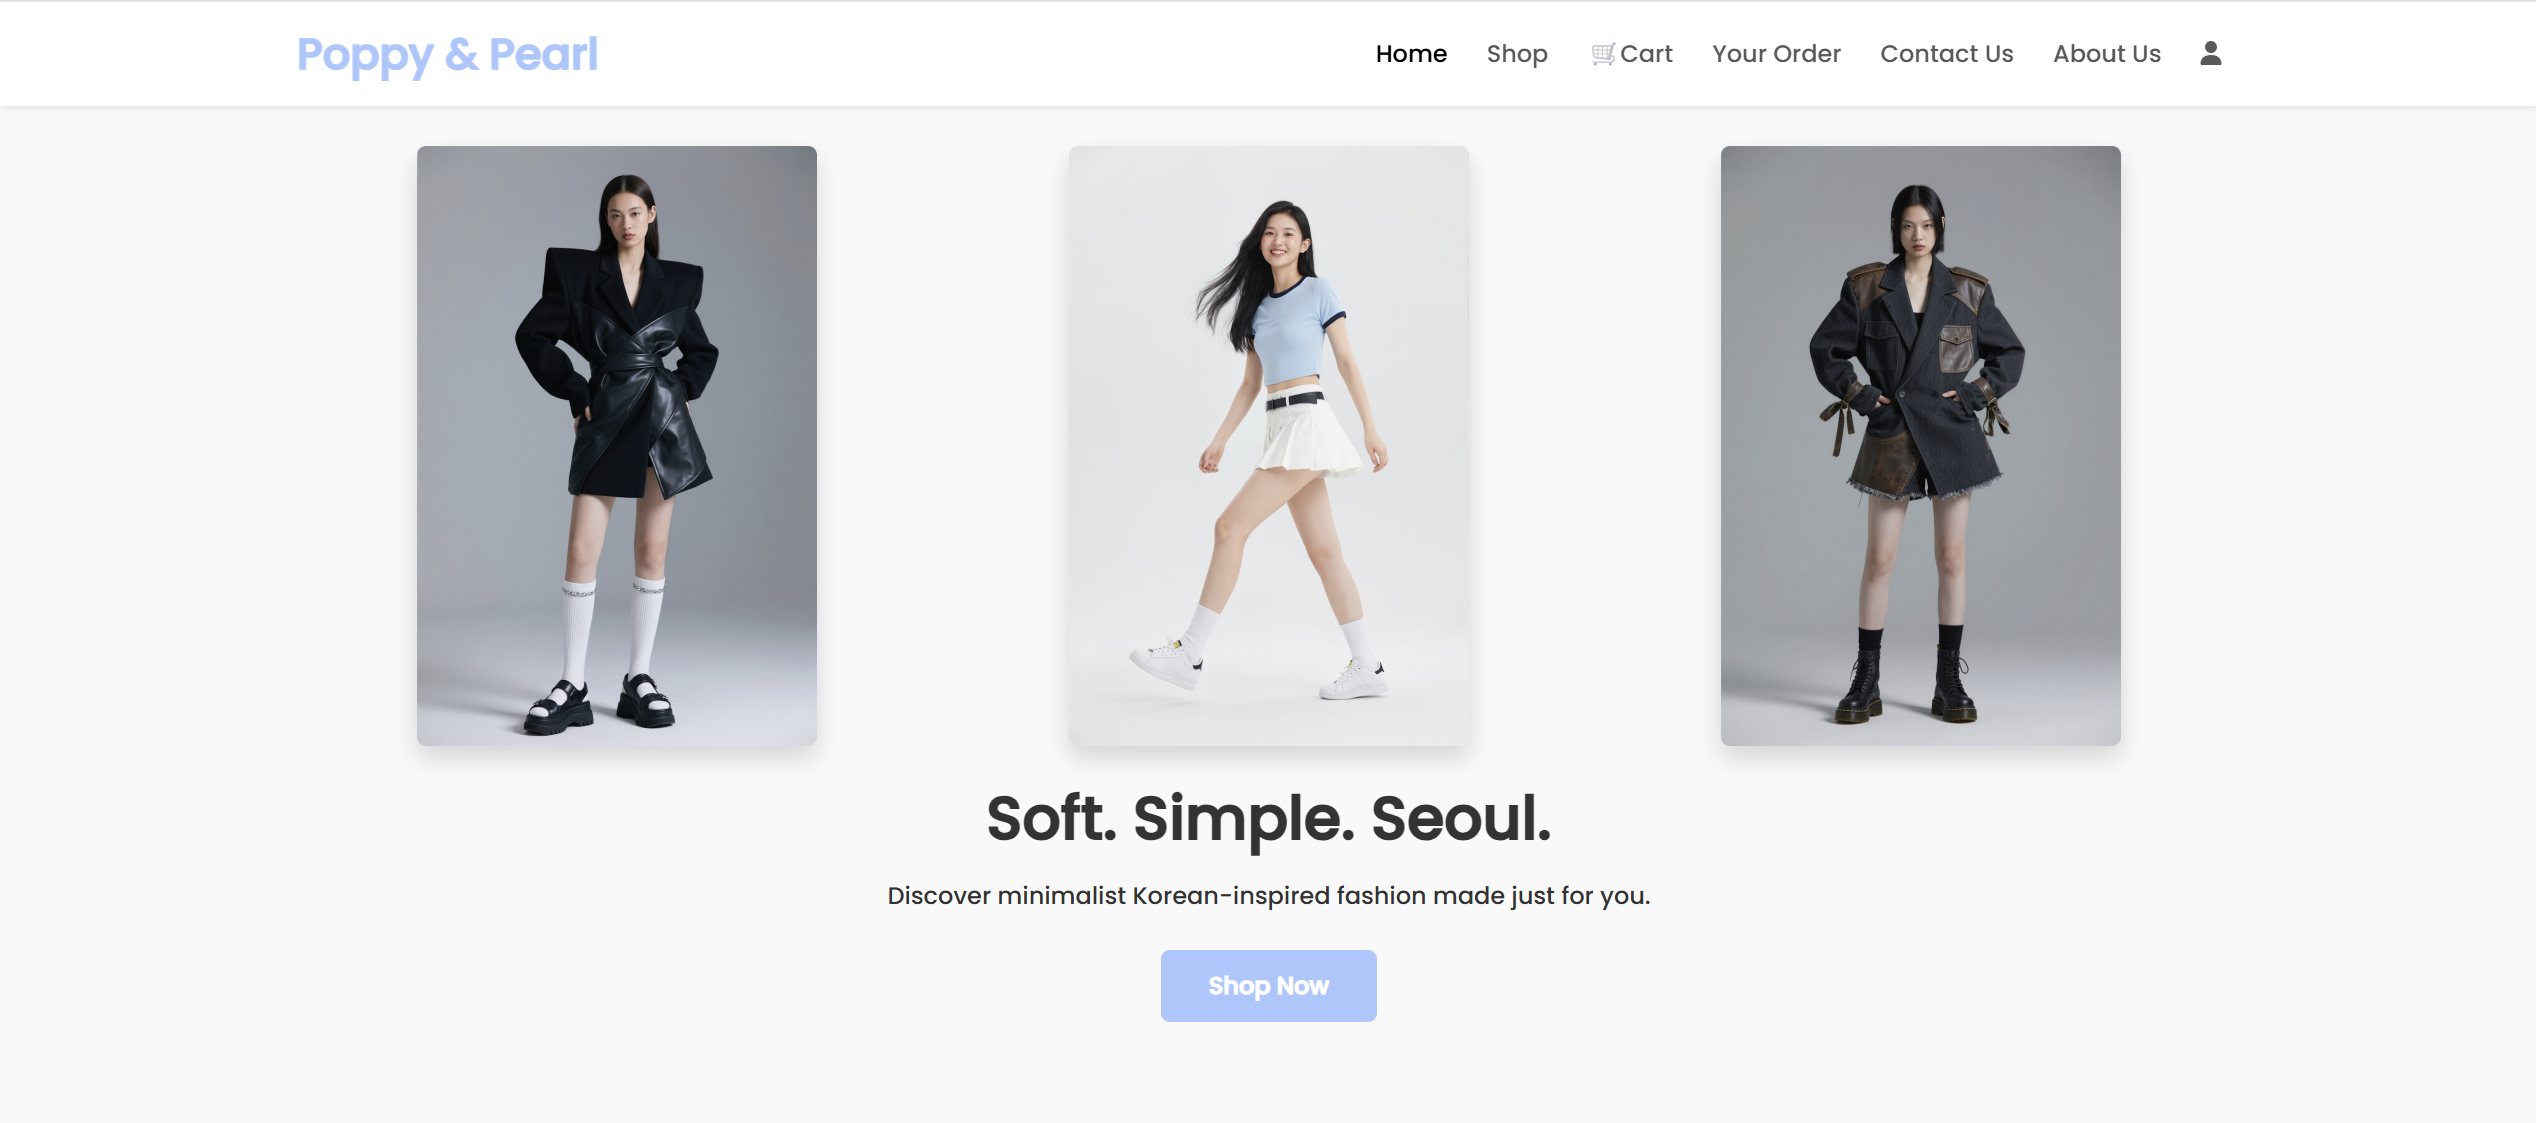 Poppy & Pearl
Home Shop 🛒Cart Your Order Contact Us About Us
Soft. Simple. Seoul.
Discover minimalist Korean-inspired fashion made just for you.
Shop Now